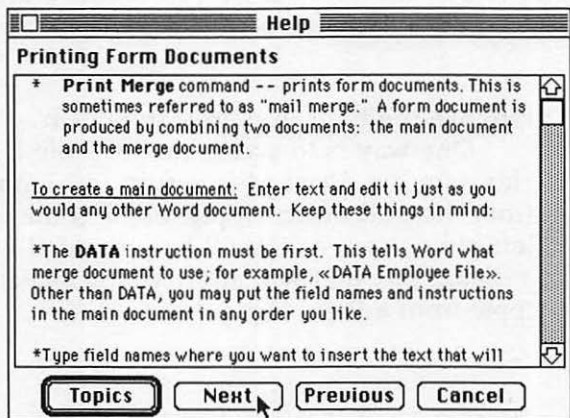 Help
Printing Form Documents
* Print Merge command -- prints form documents. This is
sometimes referred to as "mail merge." A form document is
produced by combining two documents: the main document
and the merge document.
To create a main document: Enter text and edit it just as you
would any other Word document. Keep these things in mind:
*The DATA instruction must be first. This tells Word what
merge document to use; for example, «DATA Employee File».
Other than DATA, you may put the field names and instructions
in the main document in any order you like.
*Type field names where you want to insert the text that will
Topics Next Previous Cancel